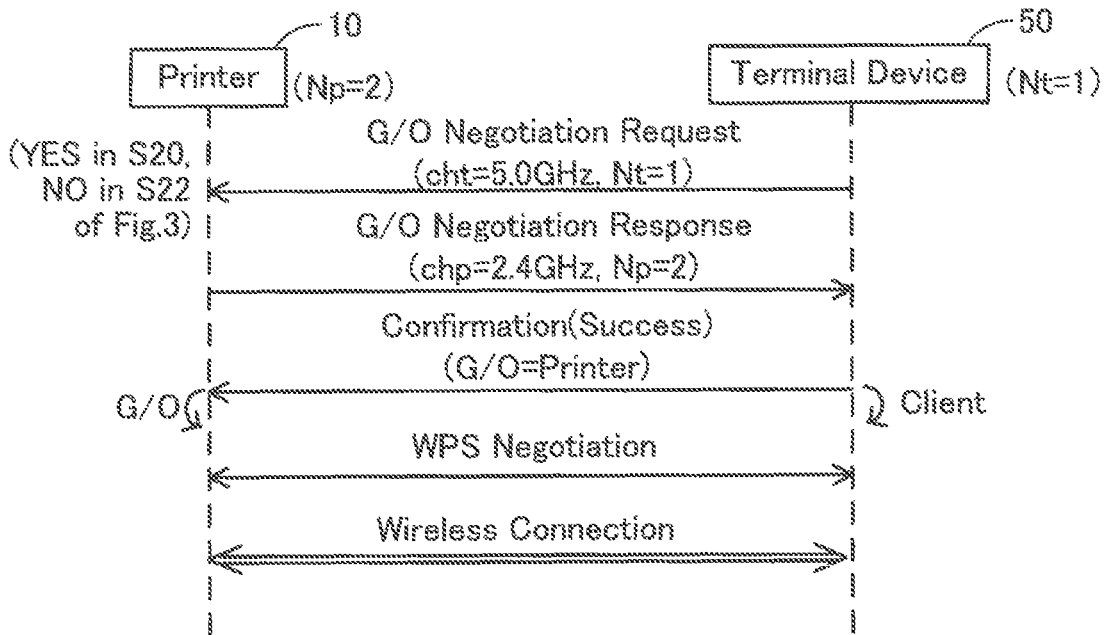 10
50
Printer
(Np=2)
Terminal Device
(Nt=1)
(YES in S20,
NO in S22
of Fig.3)
G/O Negotiation Request
(cht=5.0GHz, Nt=1)
G/O Negotiation Response
(chp=2.4GHz, Np=2)
Confirmation(Success)
(G/O=Printer)
G/O
Client
WPS Negotiation
Wireless Connection